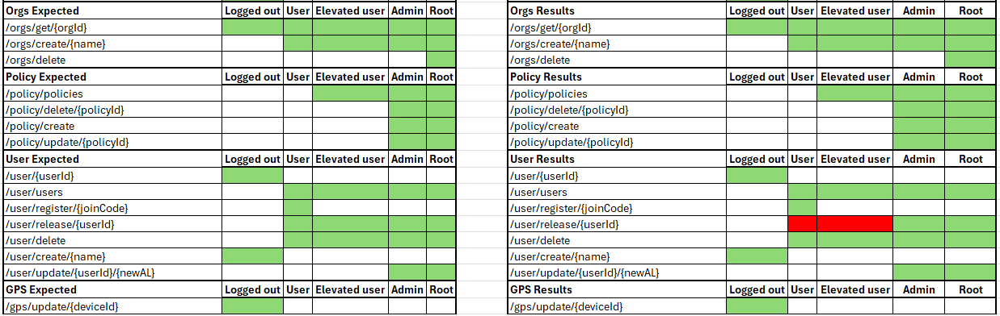 Orgs Expected Logged out User Elevated user Admin Root Orgs Results Logged out User Elevated user Admin Root
/orgs/get/{orgId} /orgs/get/{orgId}
/orgs/create/{name} /orgs/create/{name}
/orgs/delete /orgs/delete
Policy Expected Logged out User Elevated user Admin Root Policy Results Logged out User Elevated user Admin Root
/policy/policies /policy/policies
/policy/delete/{policyId} /policy/delete/{policyId}
/policy/create /policy/create
/policy/update/{policyId} /policy/update/{policyId}
User Expected Logged out User Elevated user Admin Root User Results Logged out User Elevated user Admin Root
/user/{userId} /user/{userId}
/user/users /user/users
/user/register/{joinCode} /user/register/{joinCode}
/user/release/{userId} /user/release/{userId}
/user/delete /user/delete
/user/create/{name} /user/create/{name}
/user/update/{userId}/{newAL} /user/update/{userId}/{newAL}
GPS Expected Logged out User Elevated user Admin Root GPS Results Logged out User Elevated user Admin Root
/gps/update/{deviceId} /gps/update/{deviceId}